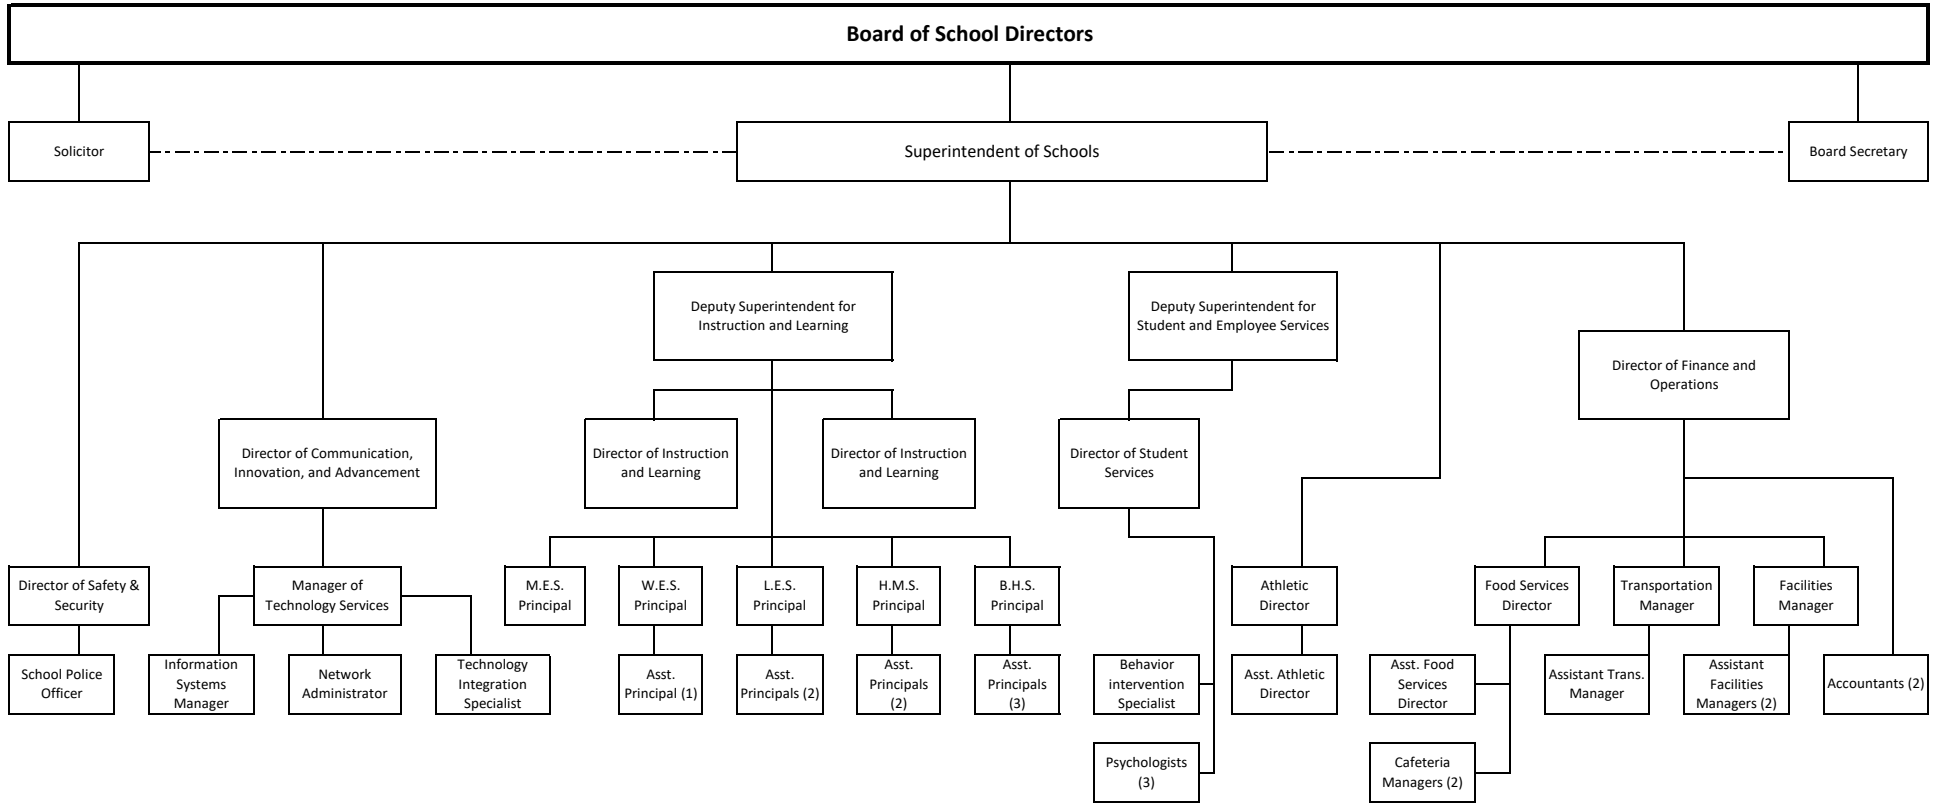 Board of School Directors
Solicitor
Superintendent of Schools
Board Secretary
Deputy Superintendent for
Instruction and Learning
Deputy Superintendent for
Student and Employee Services
Director of Finance and
Operations
Director of Communication,
Innovation, and Advancement
Director of Instruction
and Learning
Director of Instruction
and Learning
Director of Student
Services
Director of Safety &
Security
Manager of
Technology Services
M.E.S.
Principal
W.E.S.
Principal
L.E.S.
Principal
H.M.S.
Principal
B.H.S.
Principal
Athletic
Director
Food Services
Director
Transportation
Manager
Facilities
Manager
School Police
Officer
Information
Systems
Manager
Network
Administrator
Technology
Integration
Specialist
Asst.
Principal (1)
Asst.
Principals (2)
Asst.
Principals
(2)
Asst.
Principals
(3)
Behavior
intervention
Specialist
Asst. Athletic
Director
Asst. Food
Services
Director
Assistant Trans.
Manager
Assistant
Facilities
Managers (2)
Accountants (2)
Psychologists
(3)
Cafeteria
Managers (2)